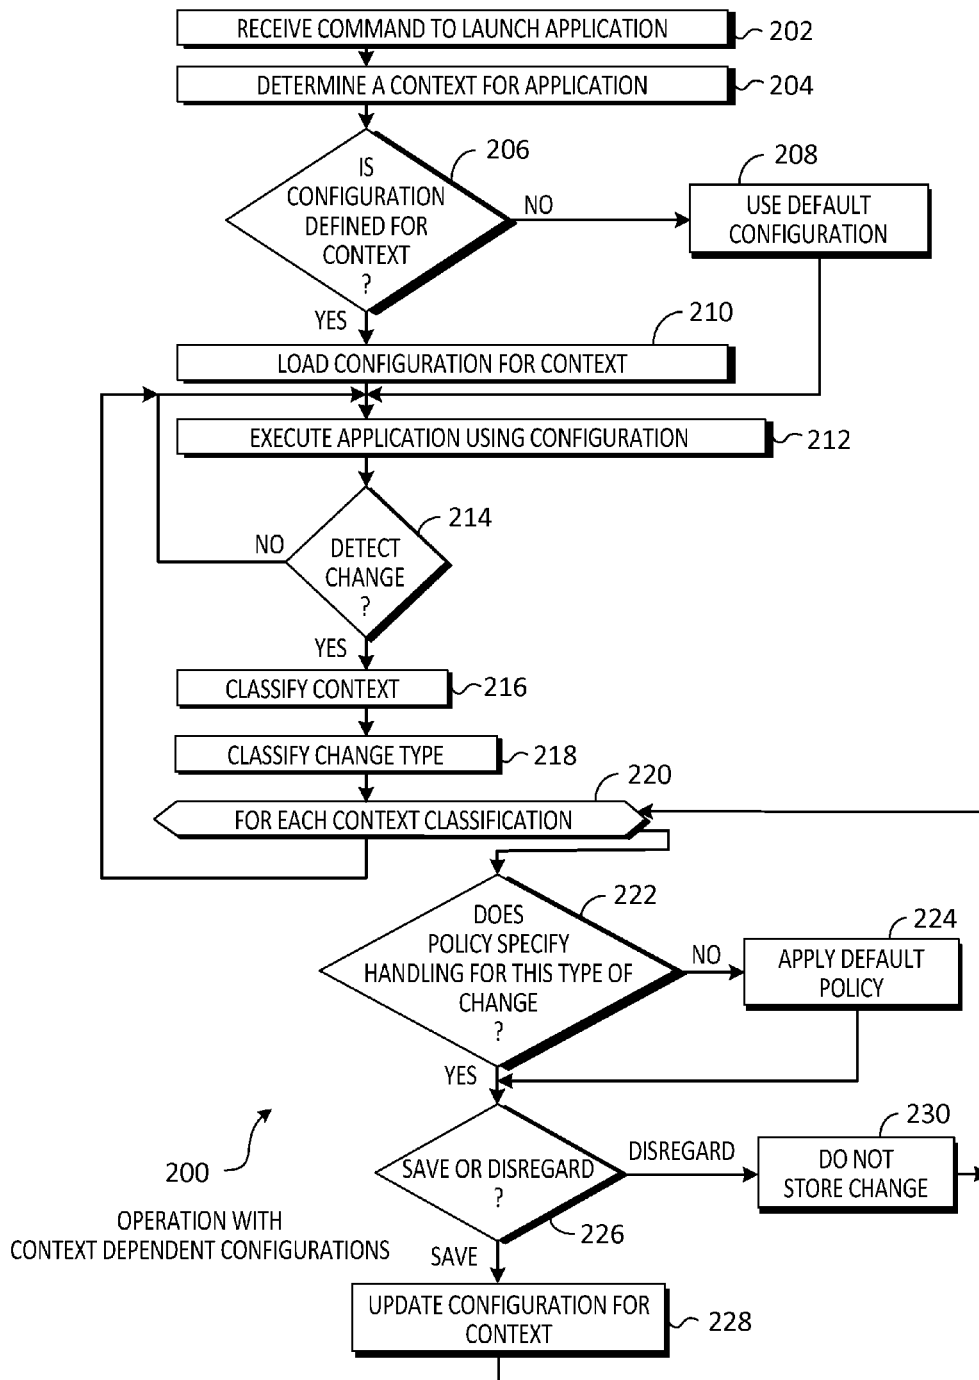 RECEIVE COMMAND TO LAUNCH APPLICATION
202
DETERMINE A CONTEXT FOR APPLICATION
204
IS
CONFIGURATION
DEFINED FOR
CONTEXT
?
206
NO
208
USE DEFAULT
CONFIGURATION
YES
210
LOAD CONFIGURATION FOR CONTEXT
EXECUTE APPLICATION USING CONFIGURATION
212
214
NO
DETECT
CHANGE
?
YES
CLASSIFY CONTEXT
216
CLASSIFY CHANGE TYPE
218
220
FOR EACH CONTEXT CLASSIFICATION
222
DOES
POLICY SPECIFY
HANDLING FOR THIS TYPE OF
CHANGE
?
NO
224
APPLY DEFAULT
POLICY
YES
SAVE OR DISREGARD
?
226
DISREGARD
230
DO NOT
STORE CHANGE
200
OPERATION WITH
CONTEXT DEPENDENT CONFIGURATIONS
SAVE
UPDATE CONFIGURATION FOR
CONTEXT
228